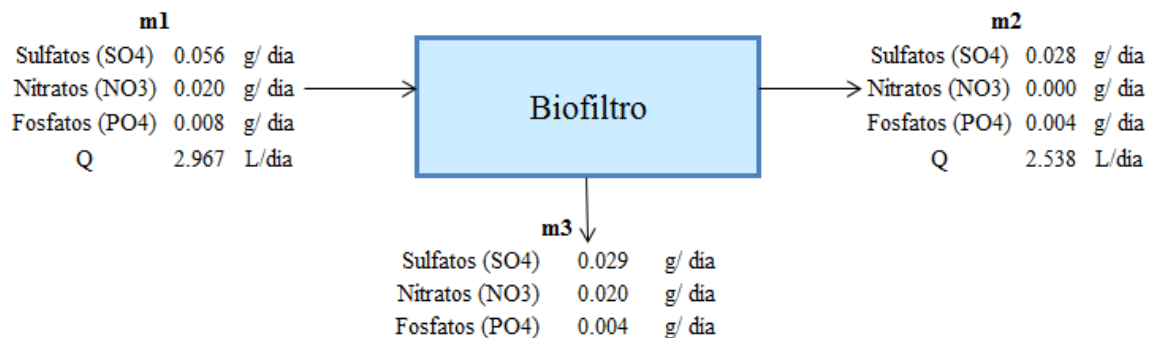 m1
Sulfatos (SO4) 0.056 g/ dia
Nitratos (NO3) 0.020 g/ dia
Fosfatos (PO4) 0.008 g/ dia
Q 2.967 L/dia
Biofiltro
m2
Sulfatos (SO4) 0.028 g/ dia
Nitratos (NO3) 0.000 g/ dia
Fosfatos (PO4) 0.004 g/ dia
Q 2.538 L/dia
m3
Sulfatos (SO4) 0.029 g/ dia
Nitratos (NO3) 0.020 g/ dia
Fosfatos (PO4) 0.004 g/ dia